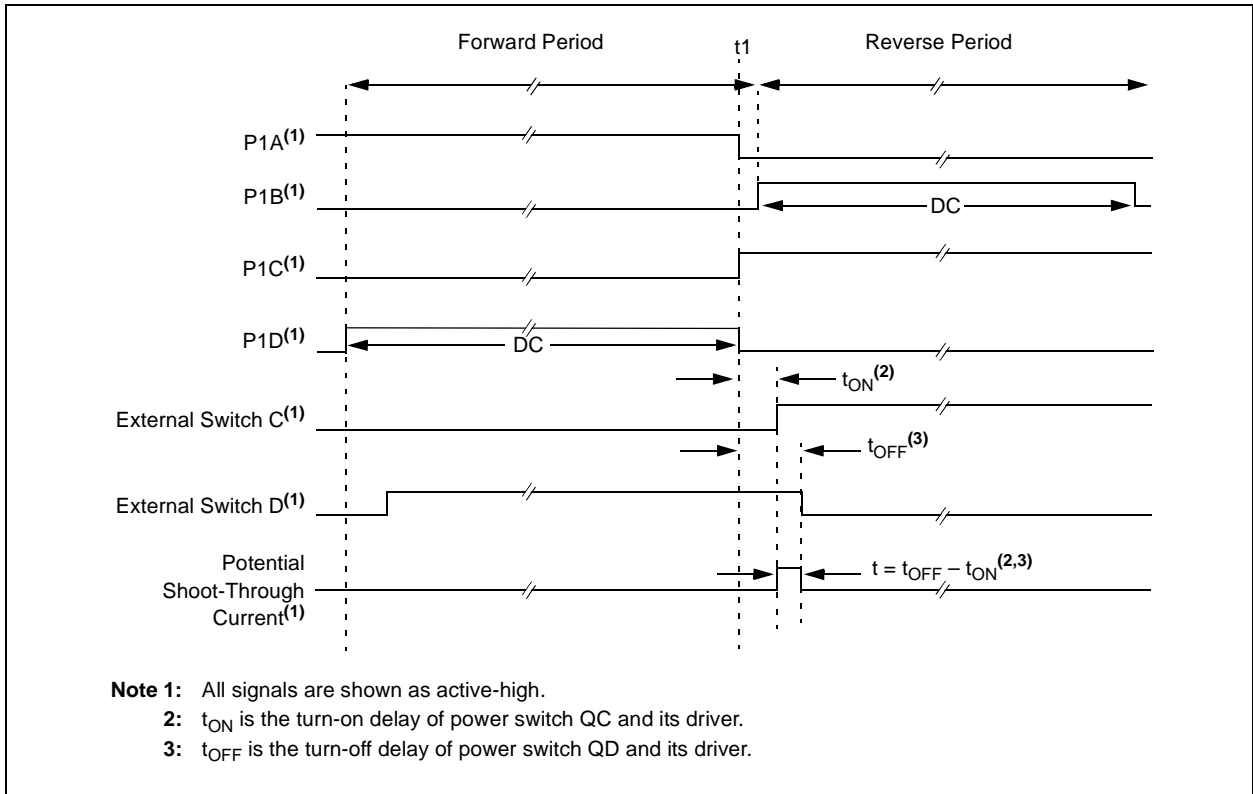 Forward Period
t1
Reverse Period
P1A(1)
P1B(1)
DC
P1C(1)
P1D(1)
DC
tON(2)
External Switch C(1)
tOFF(3)
External Switch D(1)
Potential
Shoot-Through
Current(1)
t = tOFF – tON(2,3)
Note 1: All signals are shown as active-high.
2: tON is the turn-on delay of power switch QC and its driver.
3: tOFF is the turn-off delay of power switch QD and its driver.